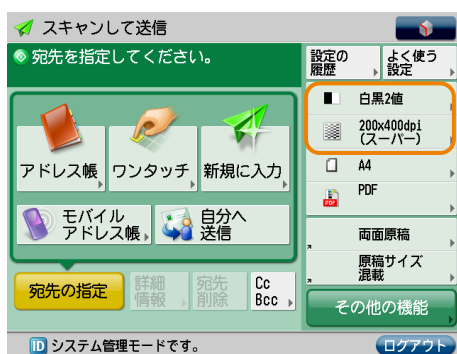 スキャンして送信
宛先を指定してください。
設定の
履歴
よく使う
設定
白黒2値
200x400dpi
(スーパー)
A4
PDF
PDF
両面原稿
原稿サイズ
混載
その他の機能
アドレス帳
ワンタッチ
新規に入力
モバイル
アドレス帳
自分へ
送信
宛先の指定
詳細
情報
宛先
削除
Cc
Bcc
ID システム管理モードです。
ログアウト